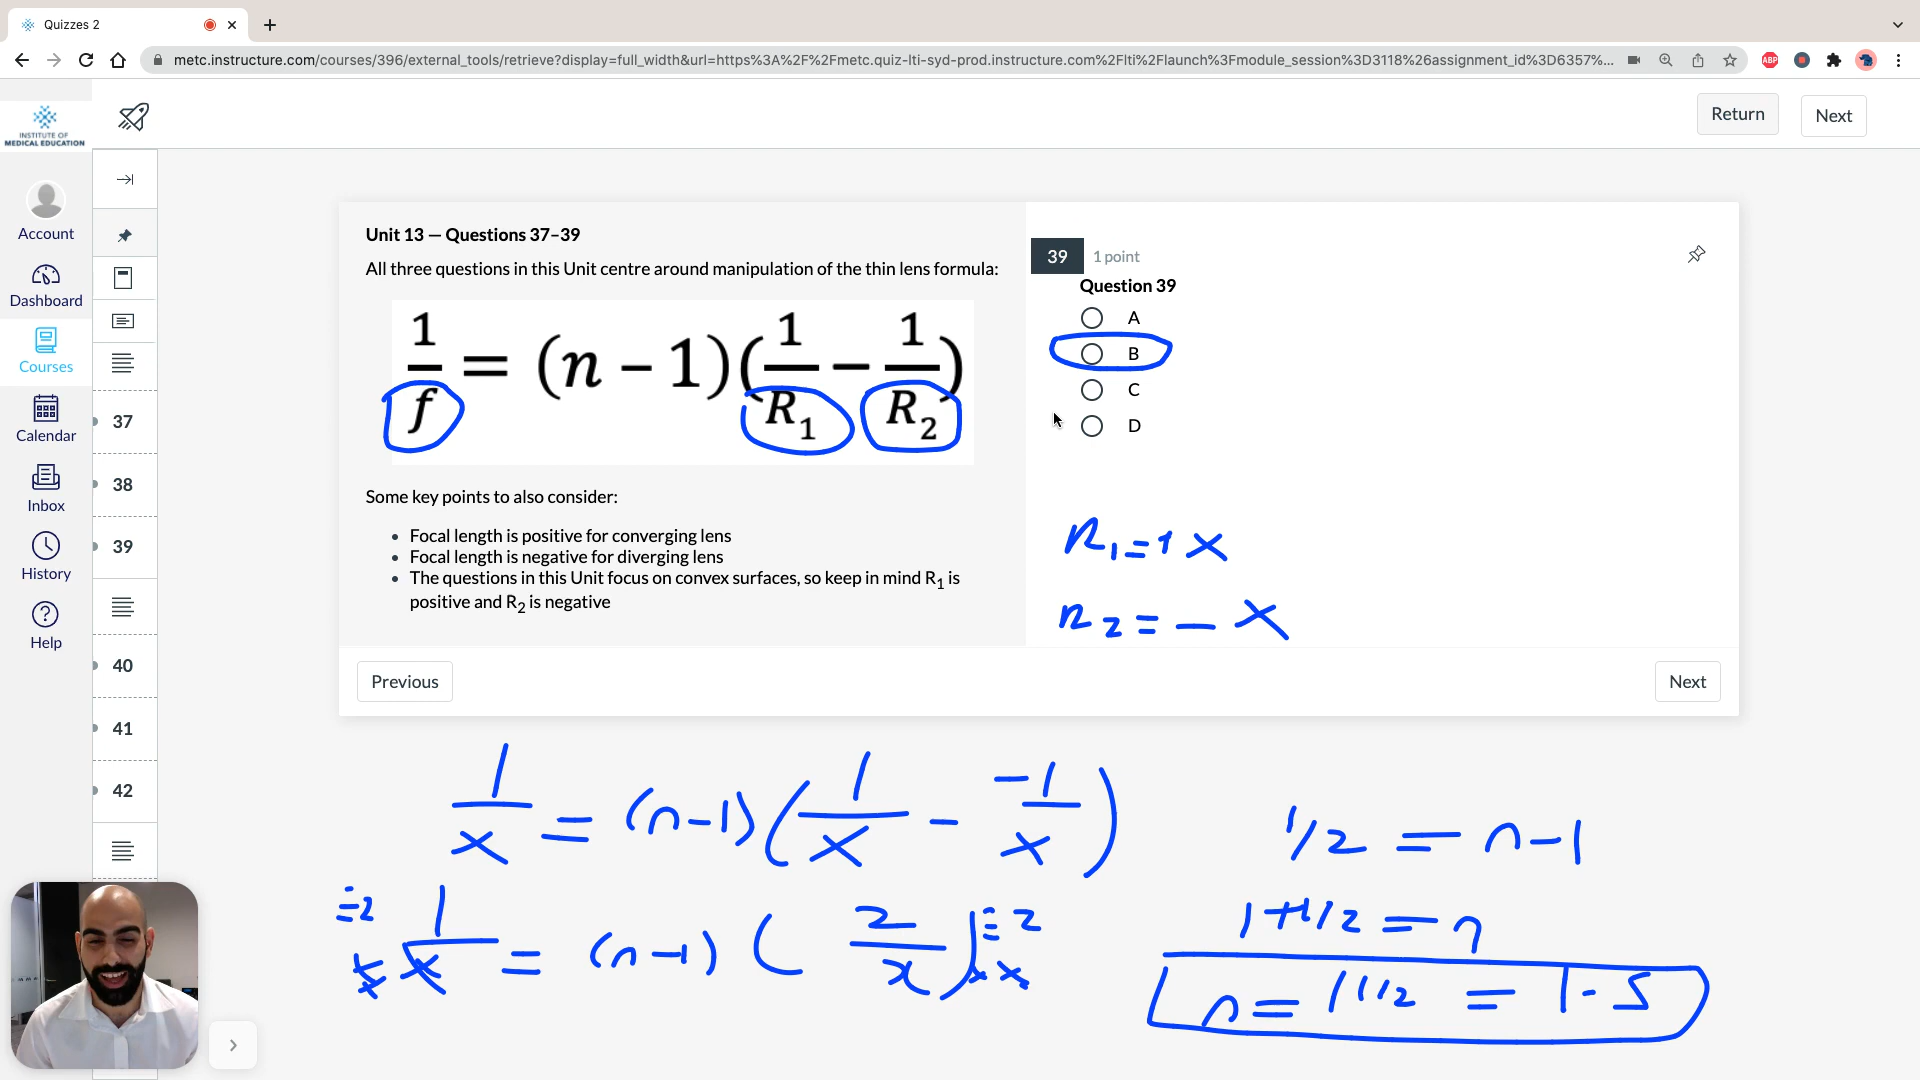 Quizzes 2
metc.instructure.com/courses/396/external_tools/retrieve?display=full_width&url=https%3A%2F%2Fmetc.quiz-lti-syd-prod.instructure.com%2Flti%2Flaunch%3Fmodule_session%3D3118%26assignment_id%3D6357%...
ABP
INSTITUTE OF
MEDICAL EDUCATION
Return
Next
Account
Dashboard
Courses
Calendar
Inbox
History
Help
37
38
39
40
41
42
Unit 13 — Questions 37–39
All three questions in this Unit centre around manipulation of the thin lens formula:
1/f = (n − 1)(1/R₁ − 1/R₂)
Some key points to also consider:
• Focal length is positive for converging lens
• Focal length is negative for diverging lens
• The questions in this Unit focus on convex surfaces, so keep in mind R₁ is
positive and R₂ is negative
39
1 point
Question 39
A
B
C
D
R₁ = + x
R₂ = − x
Previous
Next
1/x = (n−1)(1/x − −1/x)
÷2 1/x = (n−1)(2/x) ÷2
× x × x
1/2 = n−1
1+1/2 = n
n = 1 1/2 = 1.5